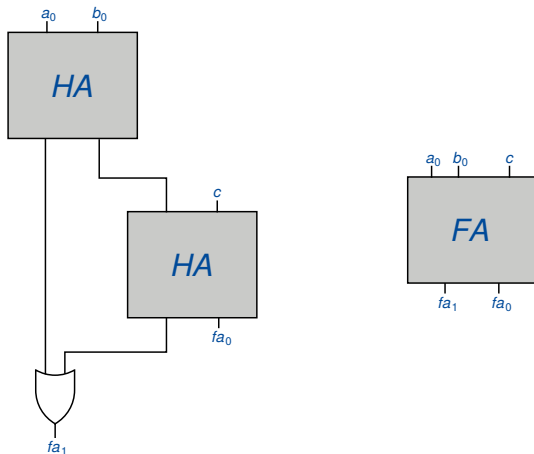 a₀ b₀
HA
c
HA
fa₀
fa₁
a₀ b₀ c
FA
fa₁ fa₀